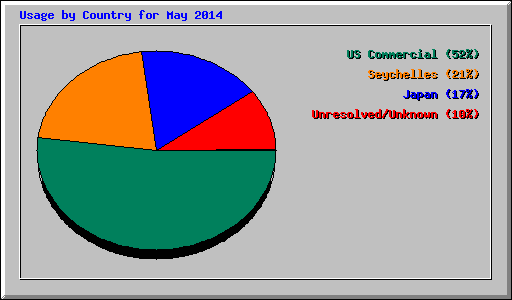 Usage by Country for May 2014
US Commercial (52%)
Seychelles (21%)
Japan (17%)
Unresolved/Unknown (10%)